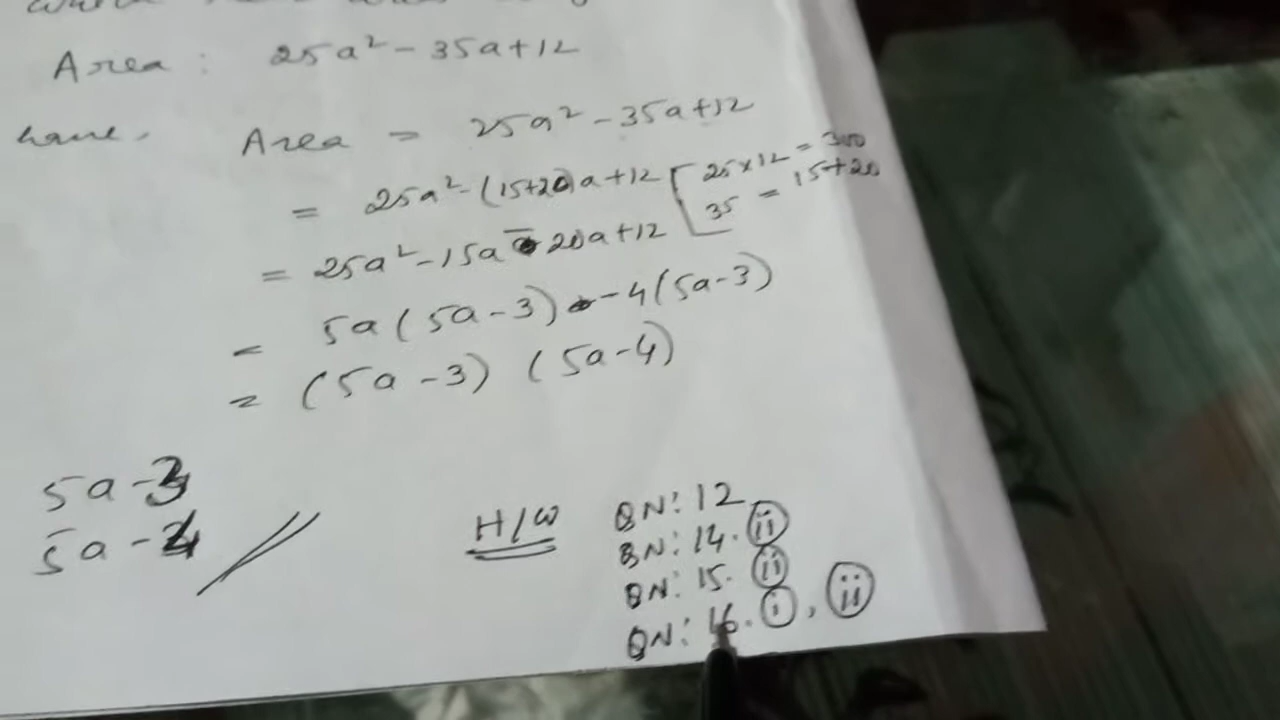 Area : 25a² - 35a + 12
have, Area = 25a² - 35a + 12
= 25a² - (15+20)a + 12 [ 25 × 12 = 300
35 = 15 + 20
= 25a² - 15a - 20a + 12
= 5a (5a - 3) - 4 (5a - 3)
= (5a - 3) (5a - 4)
5a - 3
5a - 4
H/W
QN: 12
QN: 14. ii
QN: 15. ii
QN: 16. i, ii